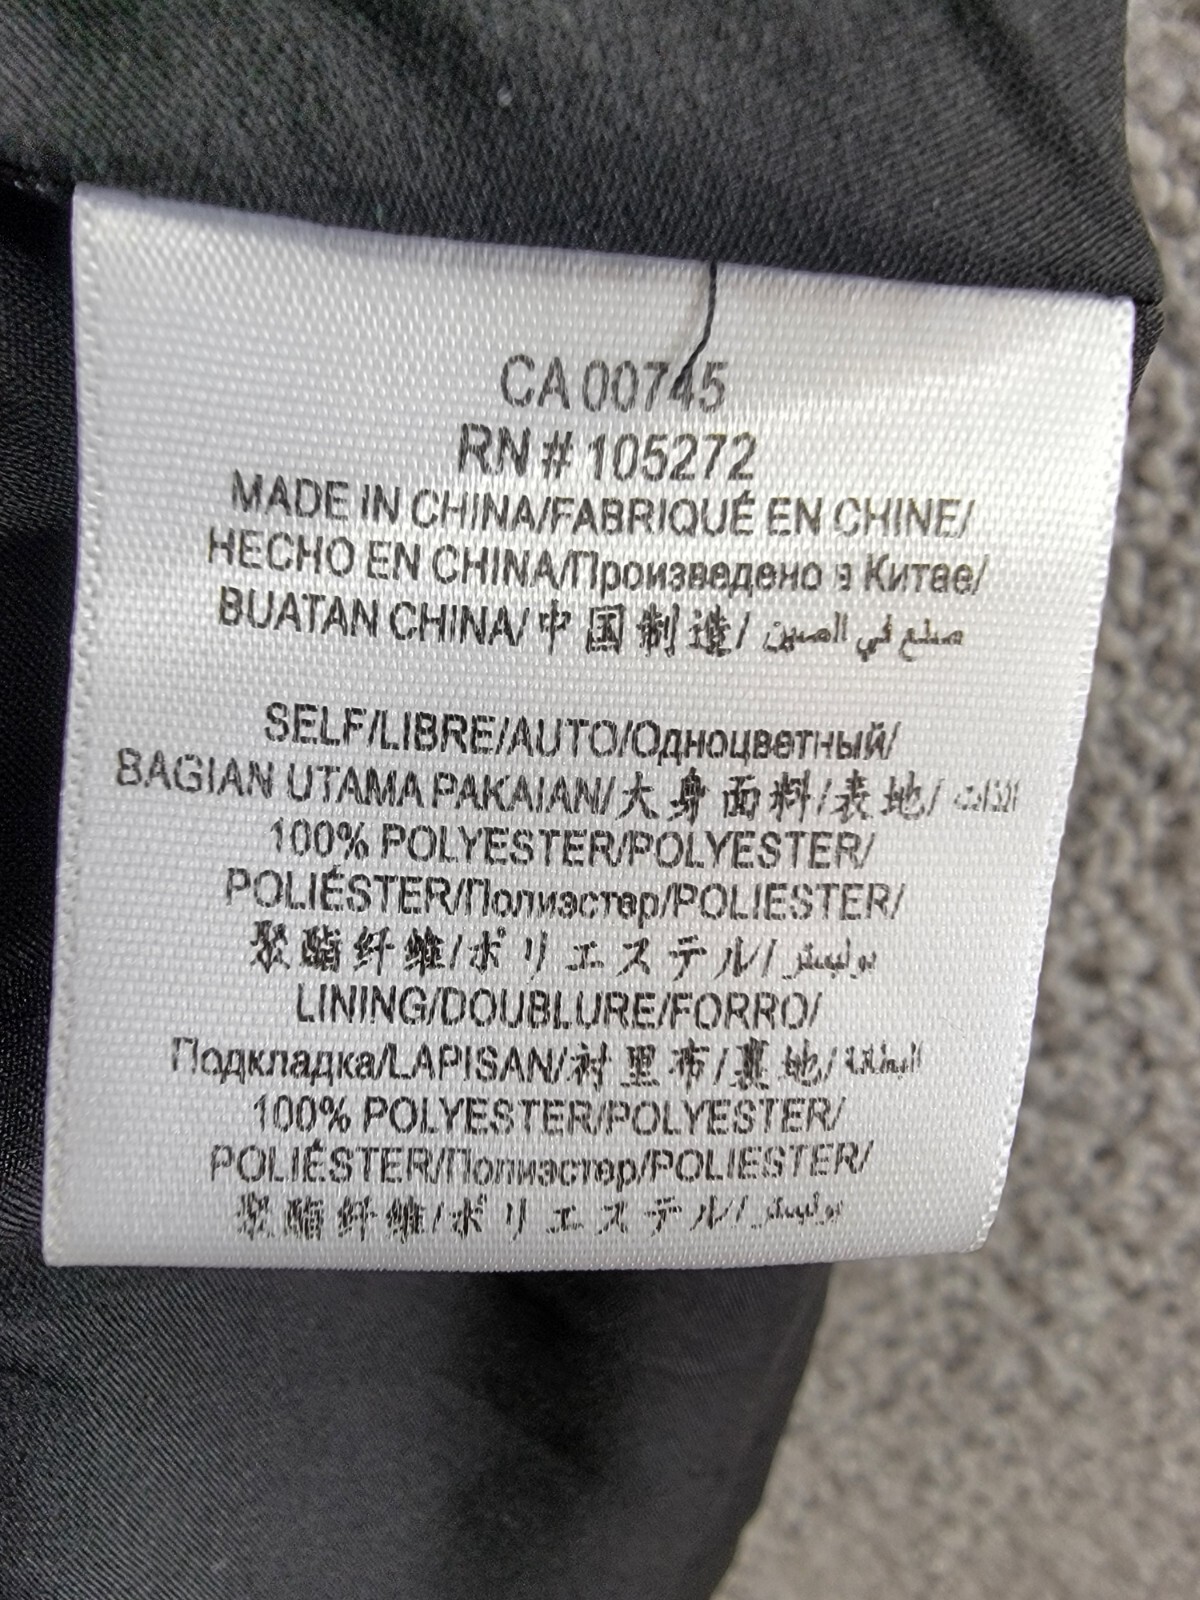 CA 00745
RN # 105272
MADE IN CHINA/FABRIQUÉ EN CHINE/
HECHO EN CHINA/Произведено в Китае/
BUATAN CHINA/中国制造/ صنع في الصين
SELF/LIBRE/AUTO/Одноцветный/
BAGIAN UTAMA PAKAIAN/大身面料/表地/
100% POLYESTER/POLYESTER/
POLIÉSTER/Полиэстер/POLIESTER/
聚酯纤维/ポリエステル/ بوليستر
LINING/DOUBLURE/FORRO/
Подкладка/LAPISAN/衬里布/裏地/
100% POLYESTER/POLYESTER/
POLIÉSTER/Полиэстер/POLIESTER/
聚酯纤维/ポリエステル/ بوليستر